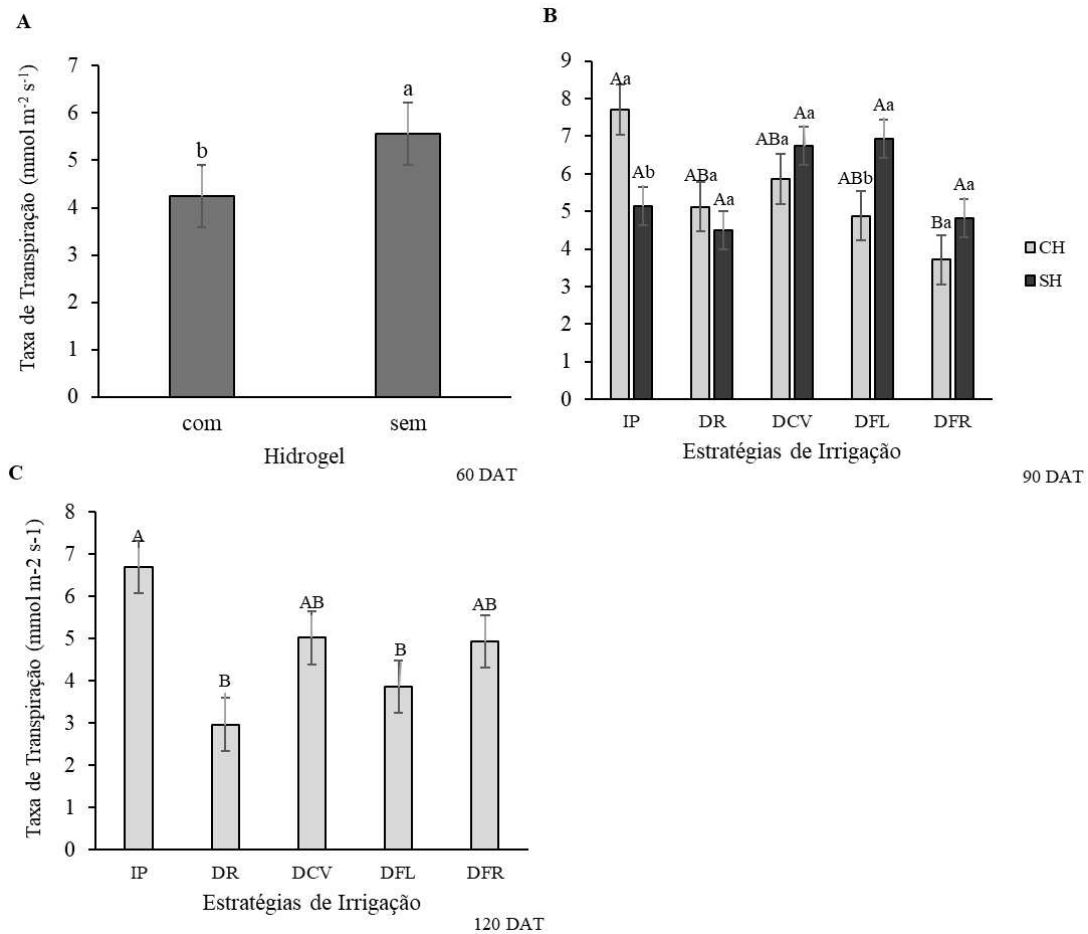 A
Taxa de Transpiração (mmol m⁻² s⁻¹)
7
6
5
4
3
2
1
0
b
a
com
sem
Hidrogel
60 DAT
B
9
8
7
6
5
4
3
2
1
0
Aa
Ab
ABa
Aa
ABa
Aa
ABb
Aa
Ba
Aa
IP
DR
DCV
DFL
DFR
Estratégias de Irrigação
CH
SH
90 DAT
C
Taxa de Transpiração (mmol m-2 s-1)
8
7
6
5
4
3
2
1
0
A
B
AB
B
AB
IP
DR
DCV
DFL
DFR
Estratégias de Irrigação
120 DAT